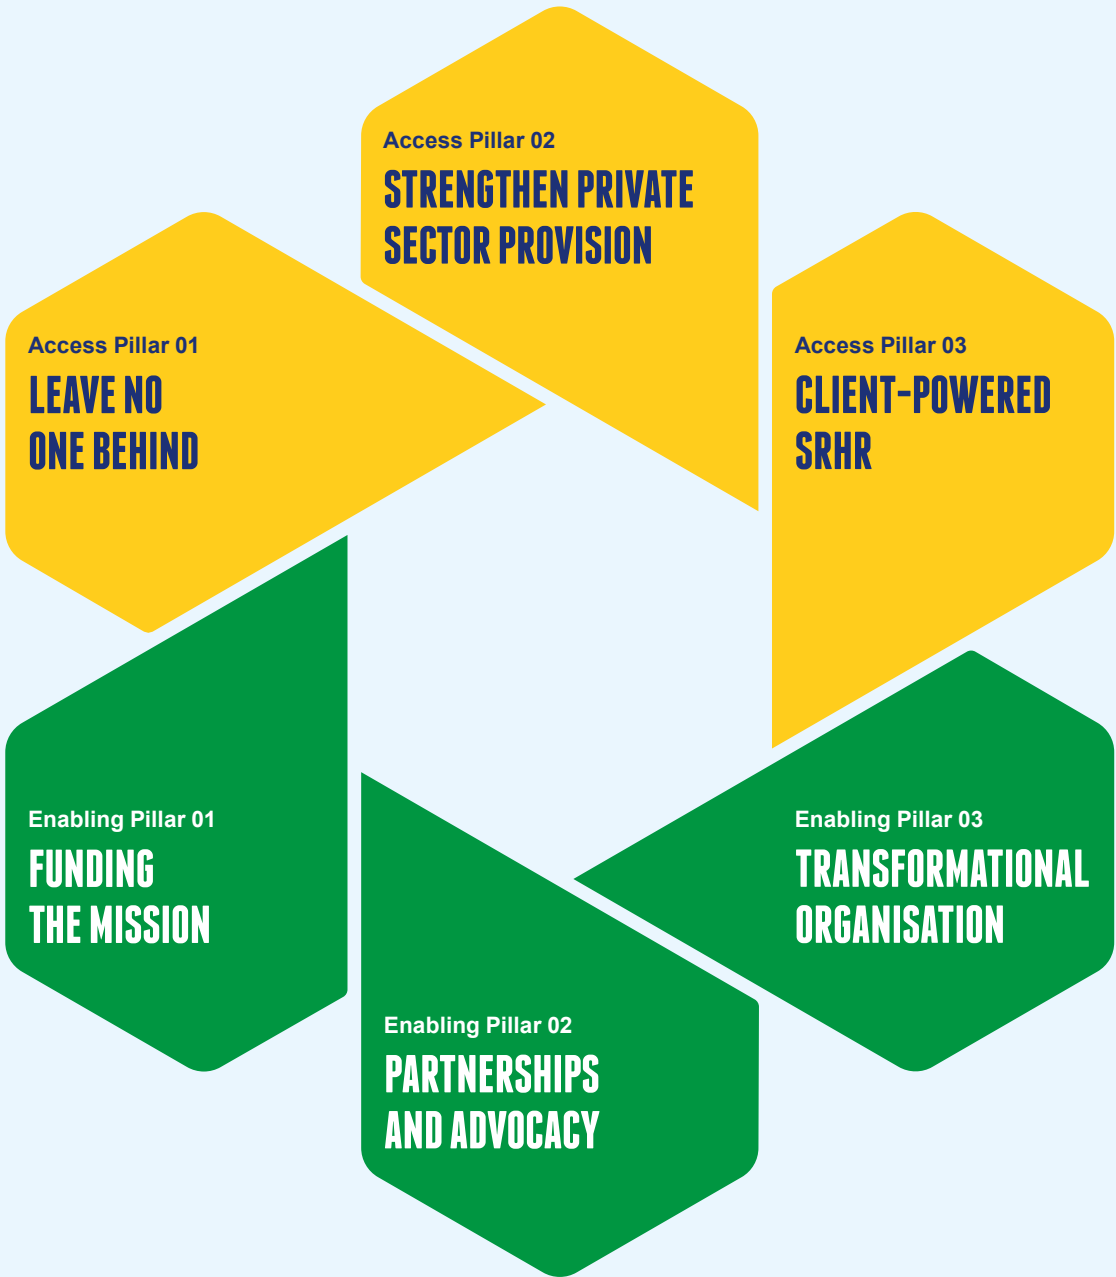 Access Pillar 01
LEAVE NO
ONE BEHIND
Access Pillar 02
STRENGTHEN PRIVATE
SECTOR PROVISION
Access Pillar 03
CLIENT-POWERED
SRHR
Enabling Pillar 01
FUNDING
THE MISSION
Enabling Pillar 02
PARTNERSHIPS
AND ADVOCACY
Enabling Pillar 03
TRANSFORMATIONAL
ORGANISATION